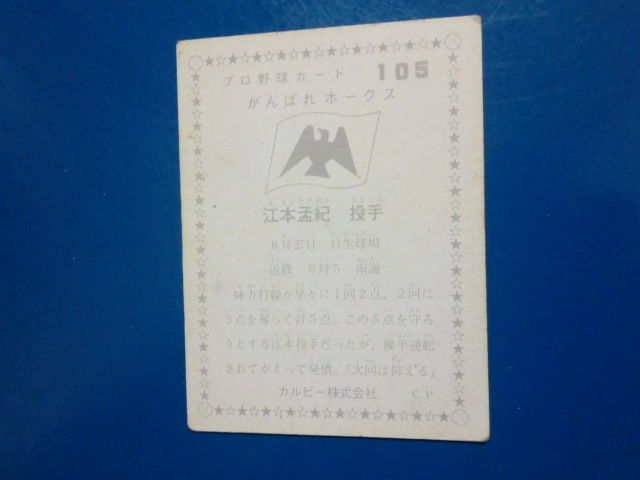 プロ野球カード 105
がんばれホークス
江本孟紀 投手
8月27日 日生球場
近鉄 6対5 南海
味方打線が早々に1回2点、2回に
3点を奪って計5点。この5点を守ろ
うとする江本投手だったが、後半逆転
されてかえって発憤。『次回は抑える』
カルビー株式会社 C.P